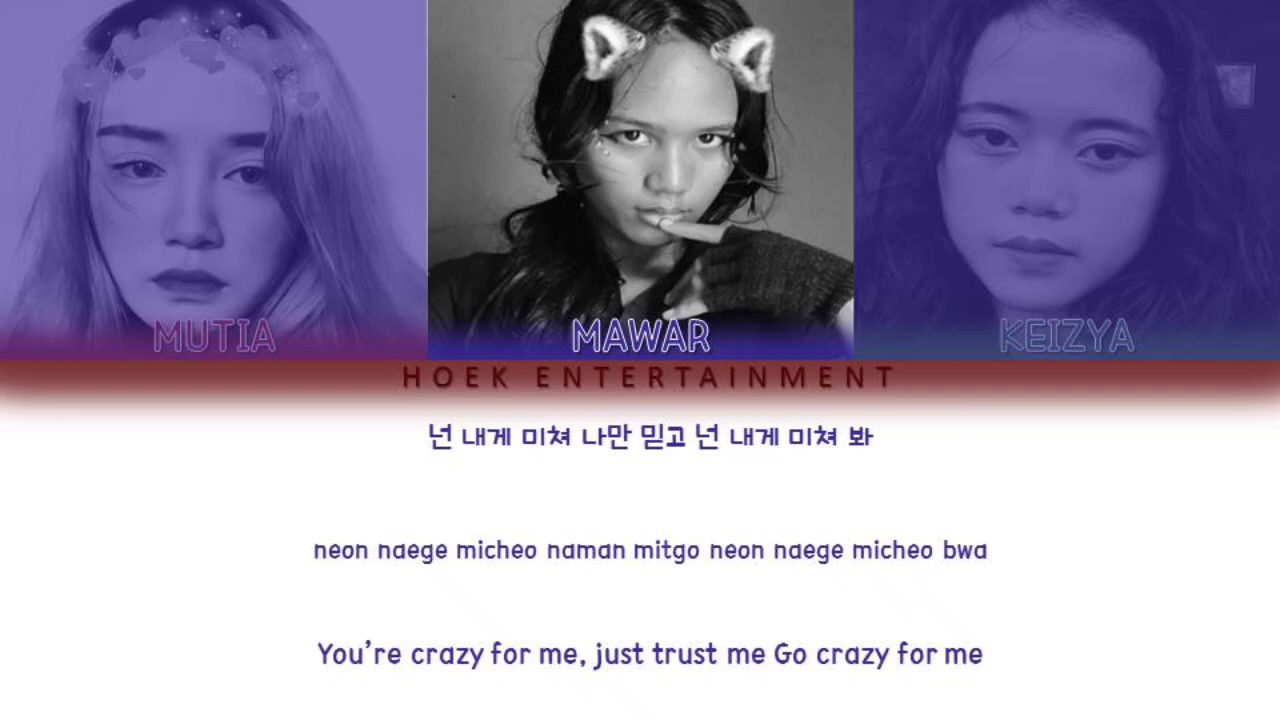 MUTIA
MAWAR
KEIZYA
HOEK ENTERTAINMENT
넌 내게 미쳐 나만 믿고 넌 내게 미쳐 봐
neon naege micheo naman mitgo neon naege micheo bwa
You're crazy for me, just trust me Go crazy for me